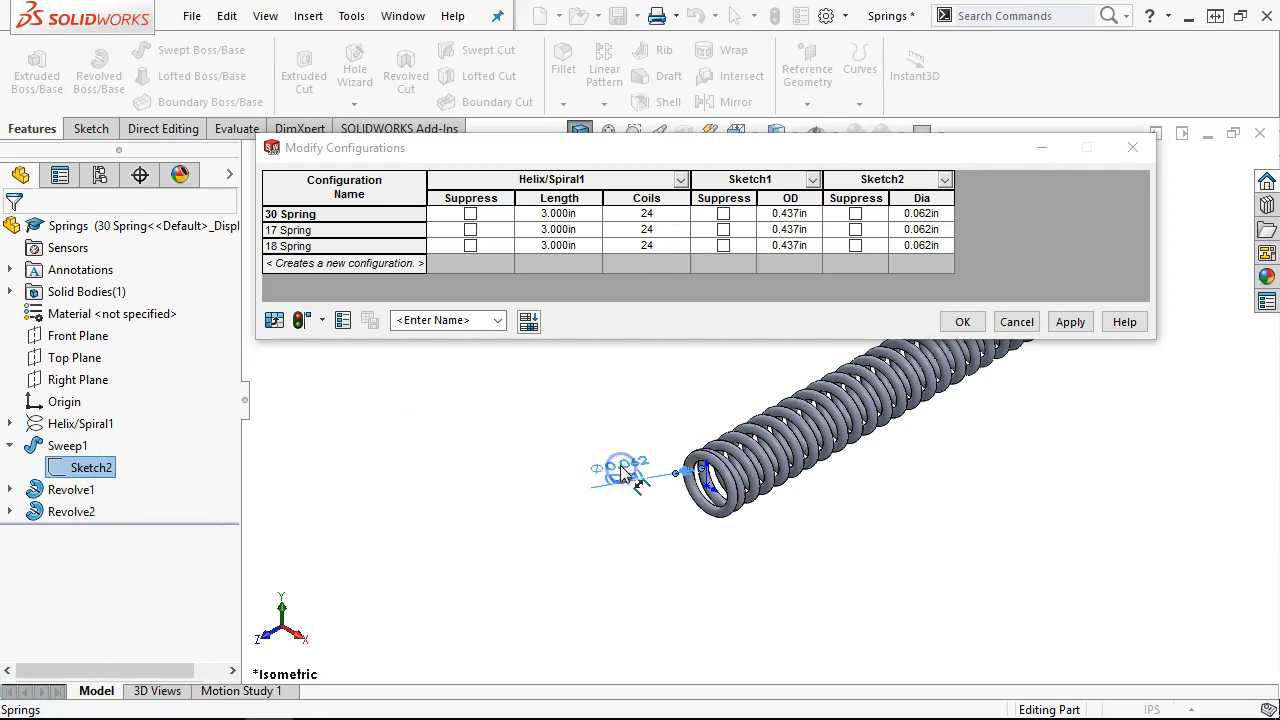 SOLIDWORKS
File Edit View Insert Tools Window Help
Springs *
Search Commands
?
Extruded Boss/Base
Revolved Boss/Base
Swept Boss/Base
Lofted Boss/Base
Boundary Boss/Base
Extruded Cut
Hole Wizard
Revolved Cut
Swept Cut
Lofted Cut
Boundary Cut
Fillet
Linear Pattern
Rib
Draft
Shell
Wrap
Intersect
Mirror
Reference Geometry
Curves
Instant3D
Features Sketch Direct Editing Evaluate DimXpert SOLIDWORKS Add-Ins
Modify Configurations
Configuration Name Helix/Spiral1 Sketch1 Sketch2
Suppress Length Coils Suppress OD Suppress Dia
30 Spring 3.000in 24 0.437in 0.062in
17 Spring 3.000in 24 0.437in 0.062in
18 Spring 3.000in 24 0.437in 0.062in
< Creates a new configuration. >
<Enter Name>
OK Cancel Apply Help
Springs (30 Spring<<Default>_Displ
Sensors
Annotations
Solid Bodies(1)
Material <not specified>
Front Plane
Top Plane
Right Plane
Origin
Helix/Spiral1
Sweep1
Sketch2
Revolve1
Revolve2
Y
Z
X
*Isometric
Model 3D Views Motion Study 1
Springs
Editing Part
IPS